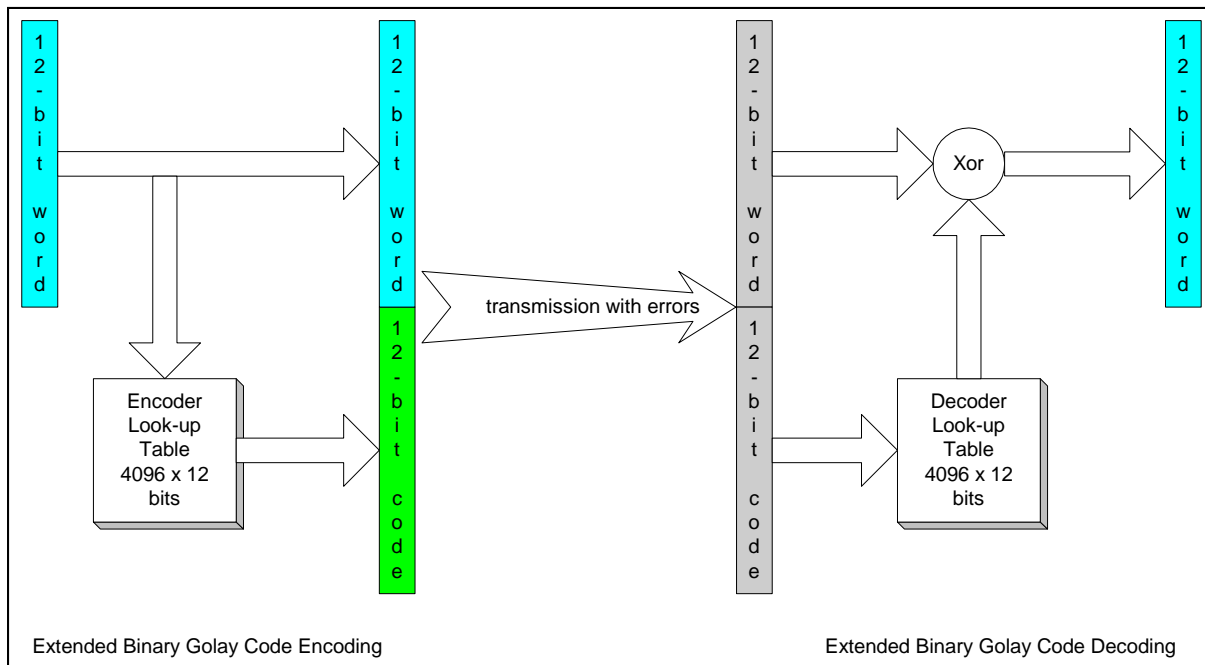 12-bit word
12-bit word
12-bit code
Encoder
Look-up
Table
4096 x 12
bits
transmission with errors
12-bit word
12-bit code
Xor
Decoder
Look-up
Table
4096 x 12
bits
12-bit word
Extended Binary Golay Code Encoding
Extended Binary Golay Code Decoding